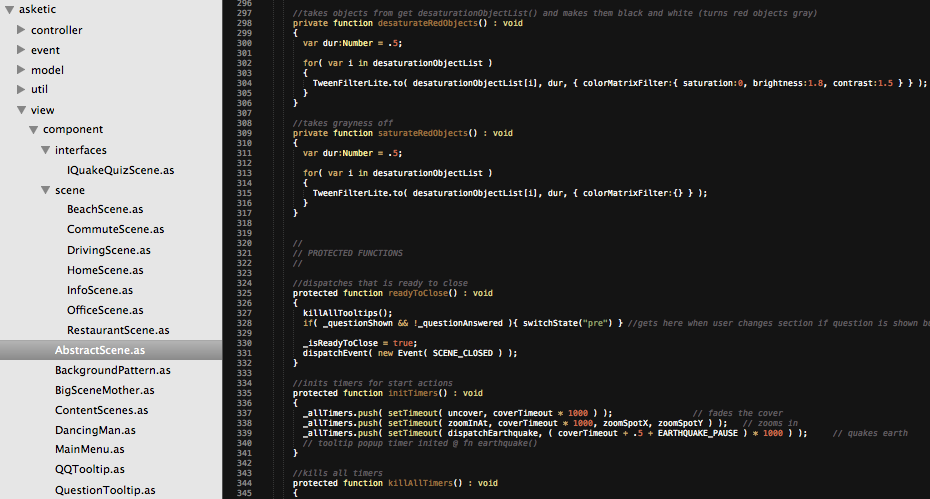 asketic
controller
event
model
util
view
component
interfaces
IQuakeQuizScene.as
scene
BeachScene.as
CommuteScene.as
DrivingScene.as
HomeScene.as
InfoScene.as
OfficeScene.as
RestaurantScene.as
AbstractScene.as
BackgroundPattern.as
BigSceneMother.as
ContentScenes.as
DancingMan.as
MainMenu.as
QQTooltip.as
QuestionTooltip.as
296
297 //takes objects from get desaturationObjectList() and makes them black and white (turns red objects gray)
298 private function desaturateRedObjects() : void
299 {
300 var dur:Number = .5;
301
302 for( var i in desaturationObjectList )
303 {
304 TweenFilterLite.to( desaturationObjectList[i], dur, { colorMatrixFilter:{ saturation:0, brightness:1.8, contrast:1.5 } } );
305 }
306 }
307
308 //takes grayness off
309 private function saturateRedObjects() : void
310 {
311 var dur:Number = .5;
312
313 for( var i in desaturationObjectList )
314 {
315 TweenFilterLite.to( desaturationObjectList[i], dur, { colorMatrixFilter:{} } );
316 }
317 }
318
319
320 //
321 // PROTECTED FUNCTIONS
322 //
323
324 //dispatches that is ready to close
325 protected function readyToClose() : void
326 {
327 killAllTooltips();
328 if( _questionShown && !_questionAnswered ){ switchState("pre") } //gets here when user changes section if question is shown bu
329
330 _isReadyToClose = true;
331 dispatchEvent( new Event( SCENE_CLOSED ) );
332 }
333
334 //inits timers for start actions
335 protected function initTimers() : void
336 {
337 _allTimers.push( setTimeout( uncover, coverTimeout * 1000 ) ); // fades the cover
338 _allTimers.push( setTimeout( zoomInAt, coverTimeout * 1000, zoomSpotX, zoomSpotY ) ); // zooms in
339 _allTimers.push( setTimeout( dispatchEarthquake, ( coverTimeout + .5 + EARTHQUAKE_PAUSE ) * 1000 ) ); // quakes earth
340 // tooltip popup timer inited @ fn earthquake()
341 }
342
343 //kills all timers
344 protected function killAllTimers() : void
345 {